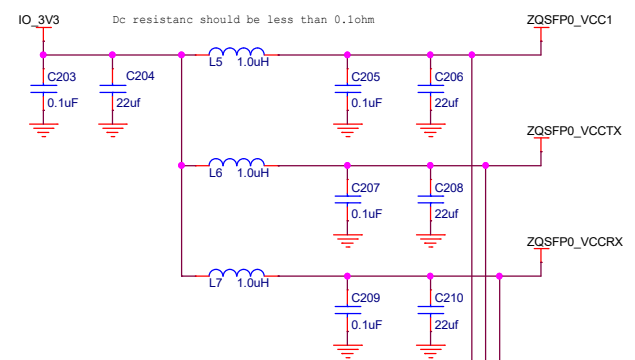 IO_3V3
Dc resistanc should be less than 0.1ohm
ZQSFP0_VCC1
L5 1.0uH
C203
0.1uF
C204
22uf
C205
0.1uF
C206
22uf
ZQSFP0_VCCTX
L6 1.0uH
C207
0.1uF
C208
22uf
ZQSFP0_VCCRX
L7 1.0uH
C209
0.1uF
C210
22uf